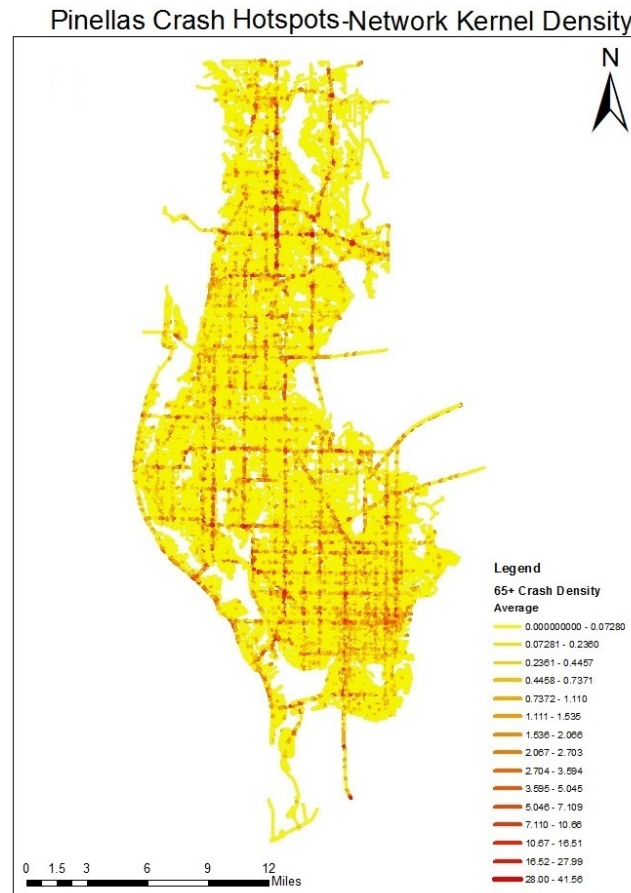 Pinellas Crash Hotspots-Network Kernel Density
N
Legend
65+ Crash Density
Average
0.000000000 - 0.07280
0.07281 - 0.2360
0.2361 - 0.4457
0.4458 - 0.7371
0.7372 - 1.110
1.111 - 1.535
1.536 - 2.066
2.067 - 2.703
2.704 - 3.594
3.595 - 5.045
5.046 - 7.109
7.110 - 10.66
10.67 - 16.51
16.52 - 27.99
28.00 - 41.56
0 1.5 3 6 9 12
Miles